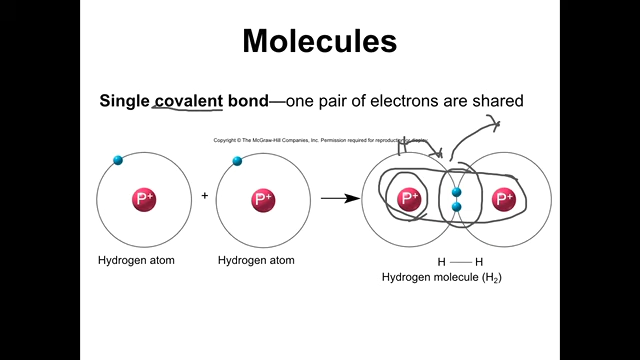 Molecules
Single covalent bond—one pair of electrons are shared
Copyright © The McGraw-Hill Companies, Inc. Permission required for reproduction or display.
H
P+ + P+ P+ P+
H — H
Hydrogen atom Hydrogen atom Hydrogen molecule (H₂)